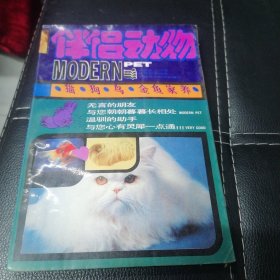 伴侣动物
MODERN PET
猫·狗·鸟·金鱼家养
无言的朋友
与您朝朝暮暮长相处 MODERN PET
温驯的助手
与您心有灵犀一点通!!! VERY GOOD